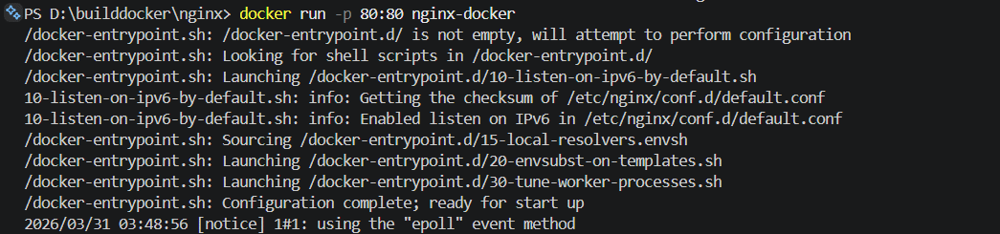 PS D:\builddocker\nginx> docker run -p 80:80 nginx-docker
/docker-entrypoint.sh: /docker-entrypoint.d/ is not empty, will attempt to perform configuration
/docker-entrypoint.sh: Looking for shell scripts in /docker-entrypoint.d/
/docker-entrypoint.sh: Launching /docker-entrypoint.d/10-listen-on-ipv6-by-default.sh
10-listen-on-ipv6-by-default.sh: info: Getting the checksum of /etc/nginx/conf.d/default.conf
10-listen-on-ipv6-by-default.sh: info: Enabled listen on IPv6 in /etc/nginx/conf.d/default.conf
/docker-entrypoint.sh: Sourcing /docker-entrypoint.d/15-local-resolvers.envsh
/docker-entrypoint.sh: Launching /docker-entrypoint.d/20-envsubst-on-templates.sh
/docker-entrypoint.sh: Launching /docker-entrypoint.d/30-tune-worker-processes.sh
/docker-entrypoint.sh: Configuration complete; ready for start up
2026/03/31 03:48:56 [notice] 1#1: using the "epoll" event method